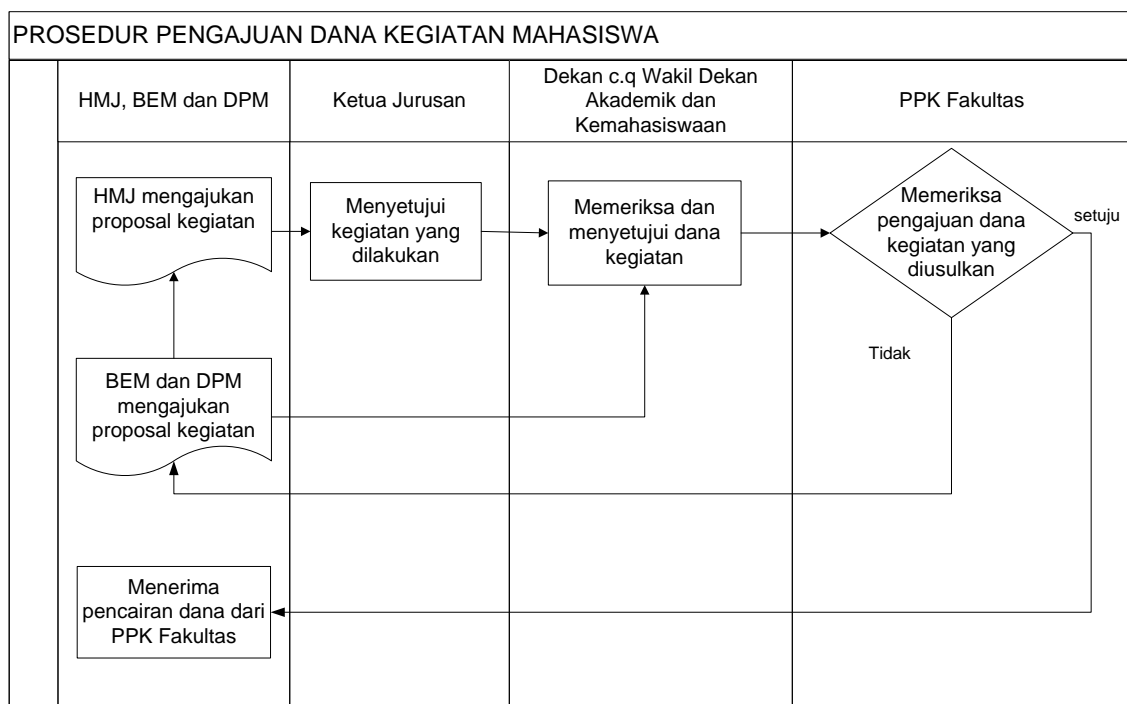 PROSEDUR PENGAJUAN DANA KEGIATAN MAHASISWA
HMJ, BEM dan DPM
Ketua Jurusan
Dekan c.q Wakil Dekan
Akademik dan
Kemahasiswaan
PPK Fakultas
HMJ mengajukan
proposal kegiatan
Menyetujui
kegiatan yang
dilakukan
Memeriksa dan
menyetujui dana
kegiatan
Memeriksa
pengajuan dana
kegiatan yang
diusulkan
setuju
Tidak
BEM dan DPM
mengajukan
proposal kegiatan
Menerima
pencairan dana dari
PPK Fakultas